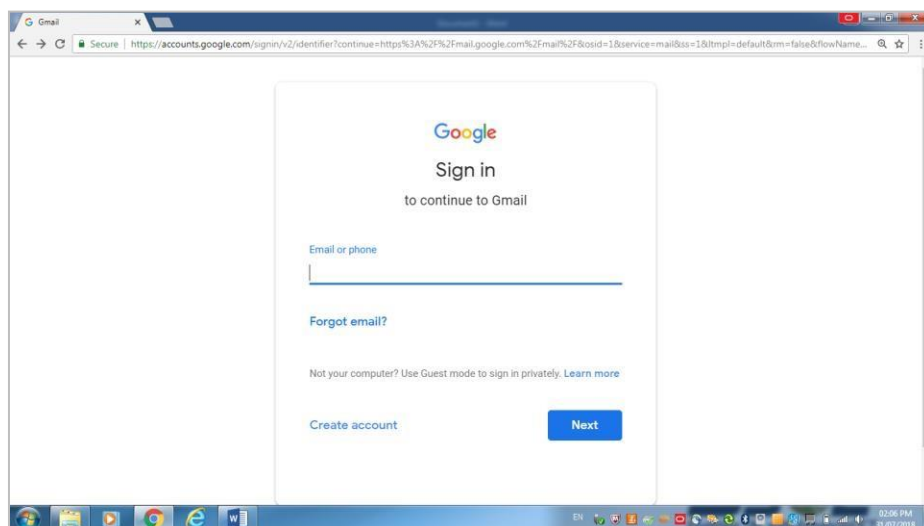 Gmail
Secure | https://accounts.google.com/signin/v2/identifier?continue=https%3A%2F%2Fmail.google.com%2Fmail%2F&osid=1&service=mail&ss=1&ltmpl=default&rm=false&flowName...
Google
Sign in
to continue to Gmail
Email or phone
Forgot email?
Not your computer? Use Guest mode to sign in privately. Learn more
Create account
Next
EN
02:06 PM